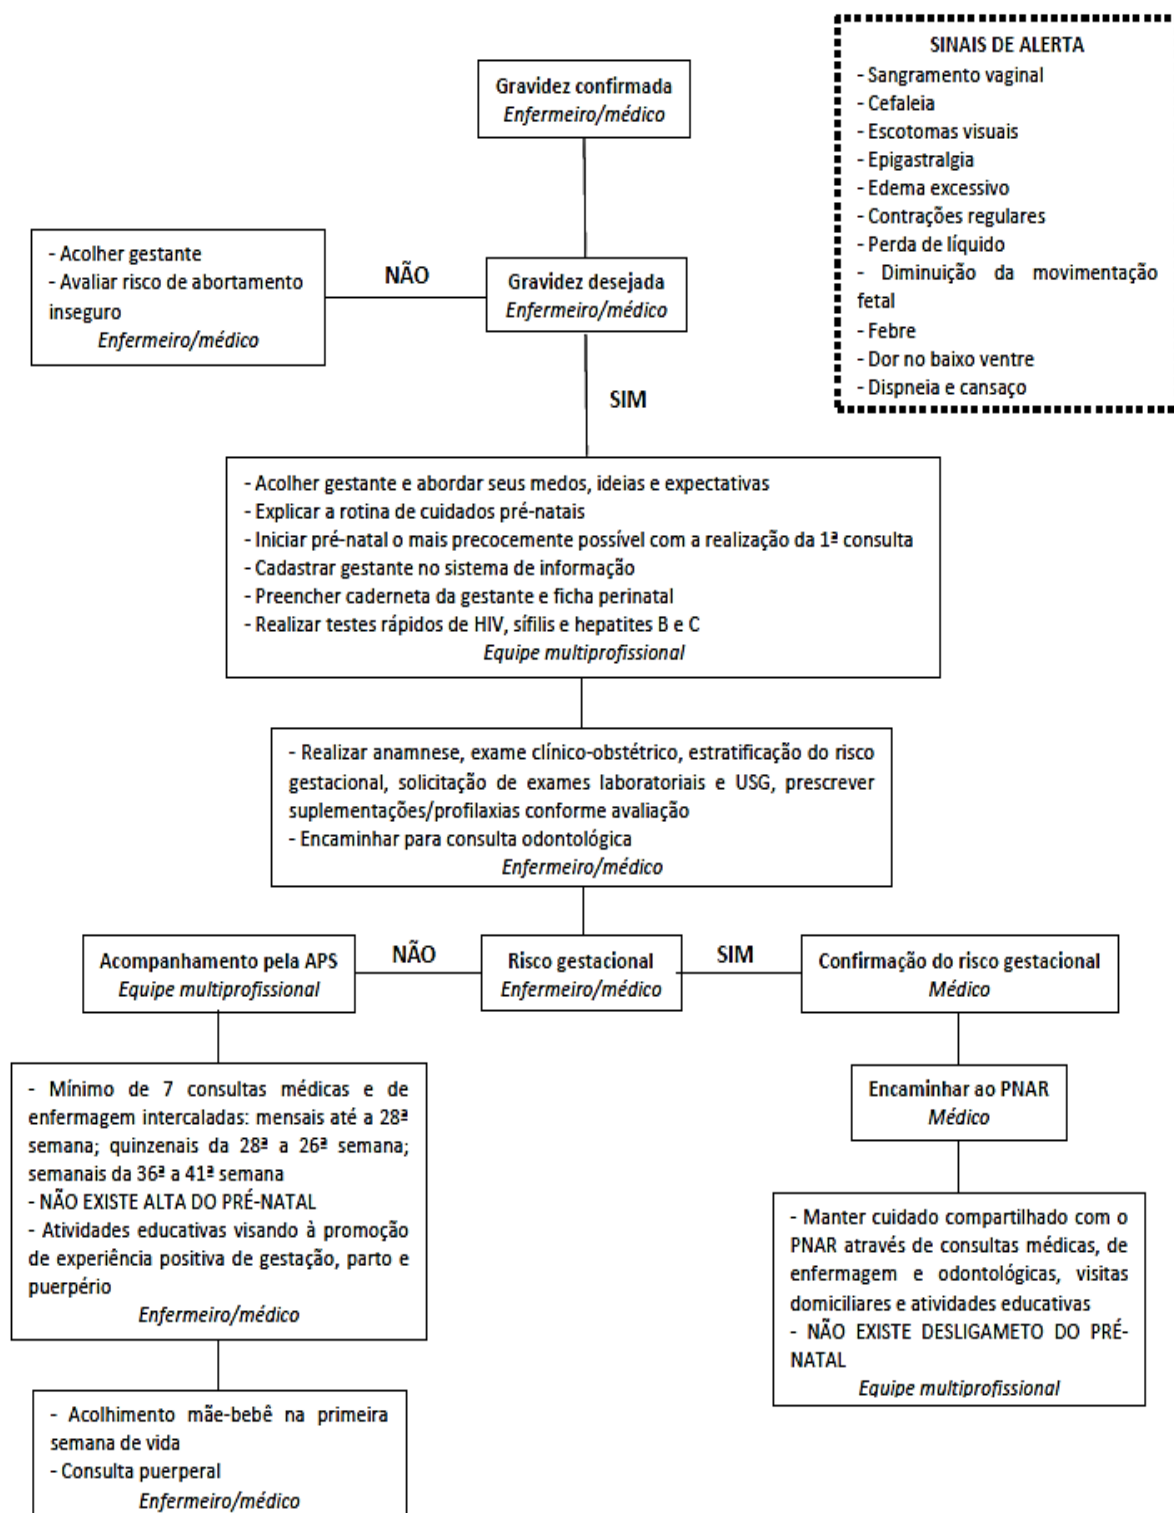 SINAIS DE ALERTA
- Sangramento vaginal
- Cefaleia
- Escotomas visuais
- Epigastralgia
- Edema excessivo
- Contrações regulares
- Perda de líquido
- Diminuição da movimentação
fetal
- Febre
- Dor no baixo ventre
- Dispneia e cansaço
Gravidez confirmada
Enfermeiro/médico
- Acolher gestante
- Avaliar risco de abortamento
inseguro
Enfermeiro/médico
NÃO
Gravidez desejada
Enfermeiro/médico
SIM
- Acolher gestante e abordar seus medos, ideias e expectativas
- Explicar a rotina de cuidados pré-natais
- Iniciar pré-natal o mais precocemente possível com a realização da 1ª consulta
- Cadastrar gestante no sistema de informação
- Preencher caderneta da gestante e ficha perinatal
- Realizar testes rápidos de HIV, sífilis e hepatites B e C
Equipe multiprofissional
- Realizar anamnese, exame clínico-obstétrico, estratificação do risco
gestacional, solicitação de exames laboratoriais e USG, prescrever
suplementações/profilaxias conforme avaliação
- Encaminhar para consulta odontológica
Enfermeiro/médico
Acompanhamento pela APS
Equipe multiprofissional
NÃO
Risco gestacional
Enfermeiro/médico
SIM
Confirmação do risco gestacional
Médico
- Mínimo de 7 consultas médicas e de
enfermagem intercaladas: mensais até a 28ª
semana; quinzenais da 28ª a 26ª semana;
semanais da 36ª a 41ª semana
- NÃO EXISTE ALTA DO PRÉ-NATAL
- Atividades educativas visando à promoção
de experiência positiva de gestação, parto e
puerpério
Enfermeiro/médico
Encaminhar ao PNAR
Médico
- Manter cuidado compartilhado com o
PNAR através de consultas médicas, de
enfermagem e odontológicas, visitas
domiciliares e atividades educativas
- NÃO EXISTE DESLIGAMETO DO PRÉ-
NATAL
Equipe multiprofissional
- Acolhimento mãe-bebê na primeira
semana de vida
- Consulta puerperal
Enfermeiro/médico